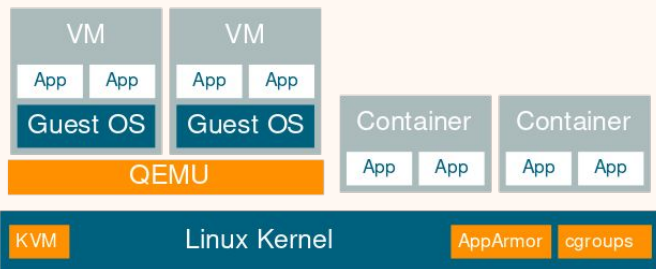 VM VM
App App App App
Guest OS Guest OS
Container Container
QEMU
App App App App
KVM Linux Kernel AppArmor cgroups